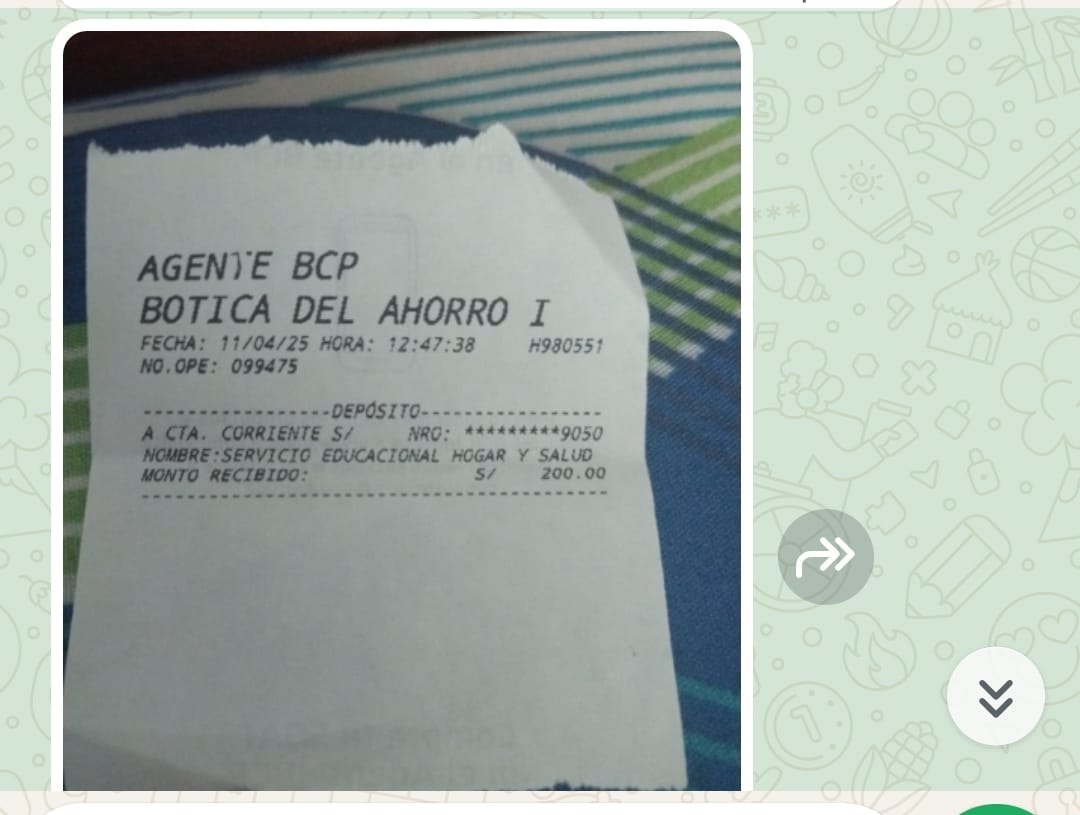 AGENTE BCP
BOTICA DEL AHORRO I
FECHA: 11/04/25 HORA: 12:47:38 H980551
NO.OPE: 099475
-----------------DEPÓSITO----------------
A CTA. CORRIENTE S/ NRO: *********9050
NOMBRE:SERVICIO EDUCACIONAL HOGAR Y SALUD
MONTO RECIBIDO: S/ 200.00